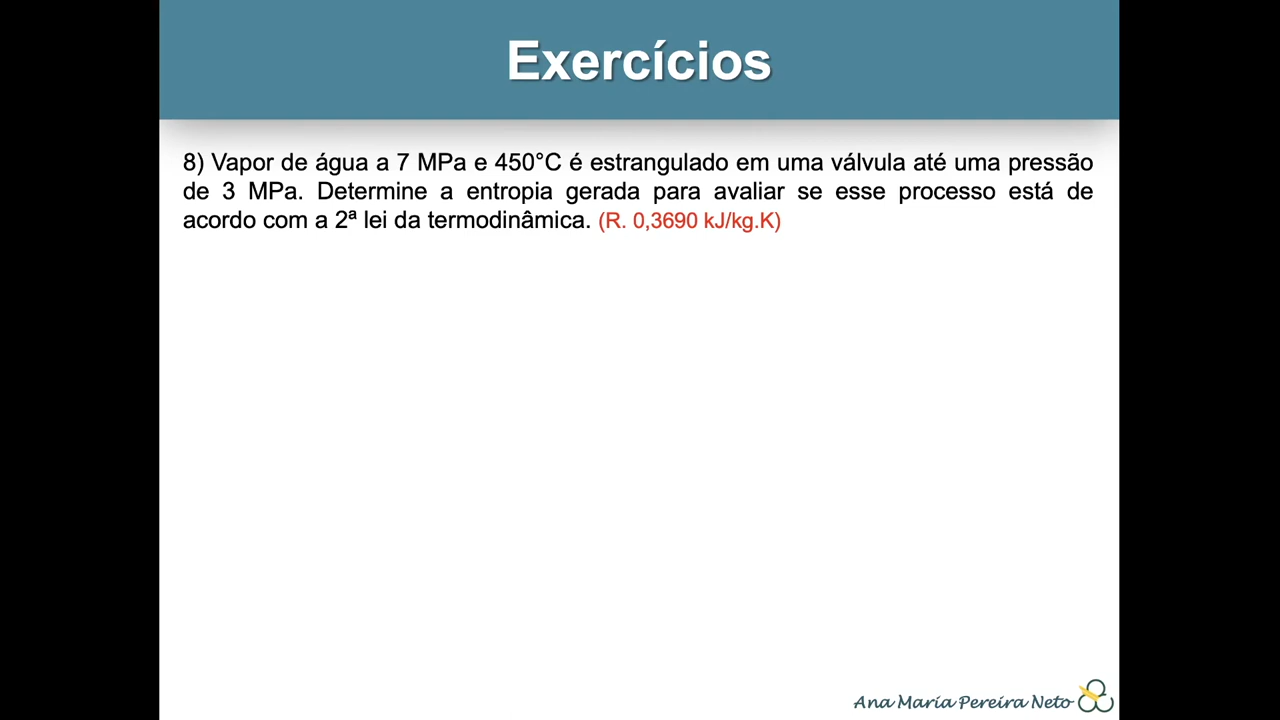 Exercícios
8) Vapor de água a 7 MPa e 450°C é estrangulado em uma válvula até uma pressão
de 3 MPa. Determine a entropia gerada para avaliar se esse processo está de
acordo com a 2ª lei da termodinâmica. (R. 0,3690 kJ/kg.K)
Ana Maria Pereira Neto